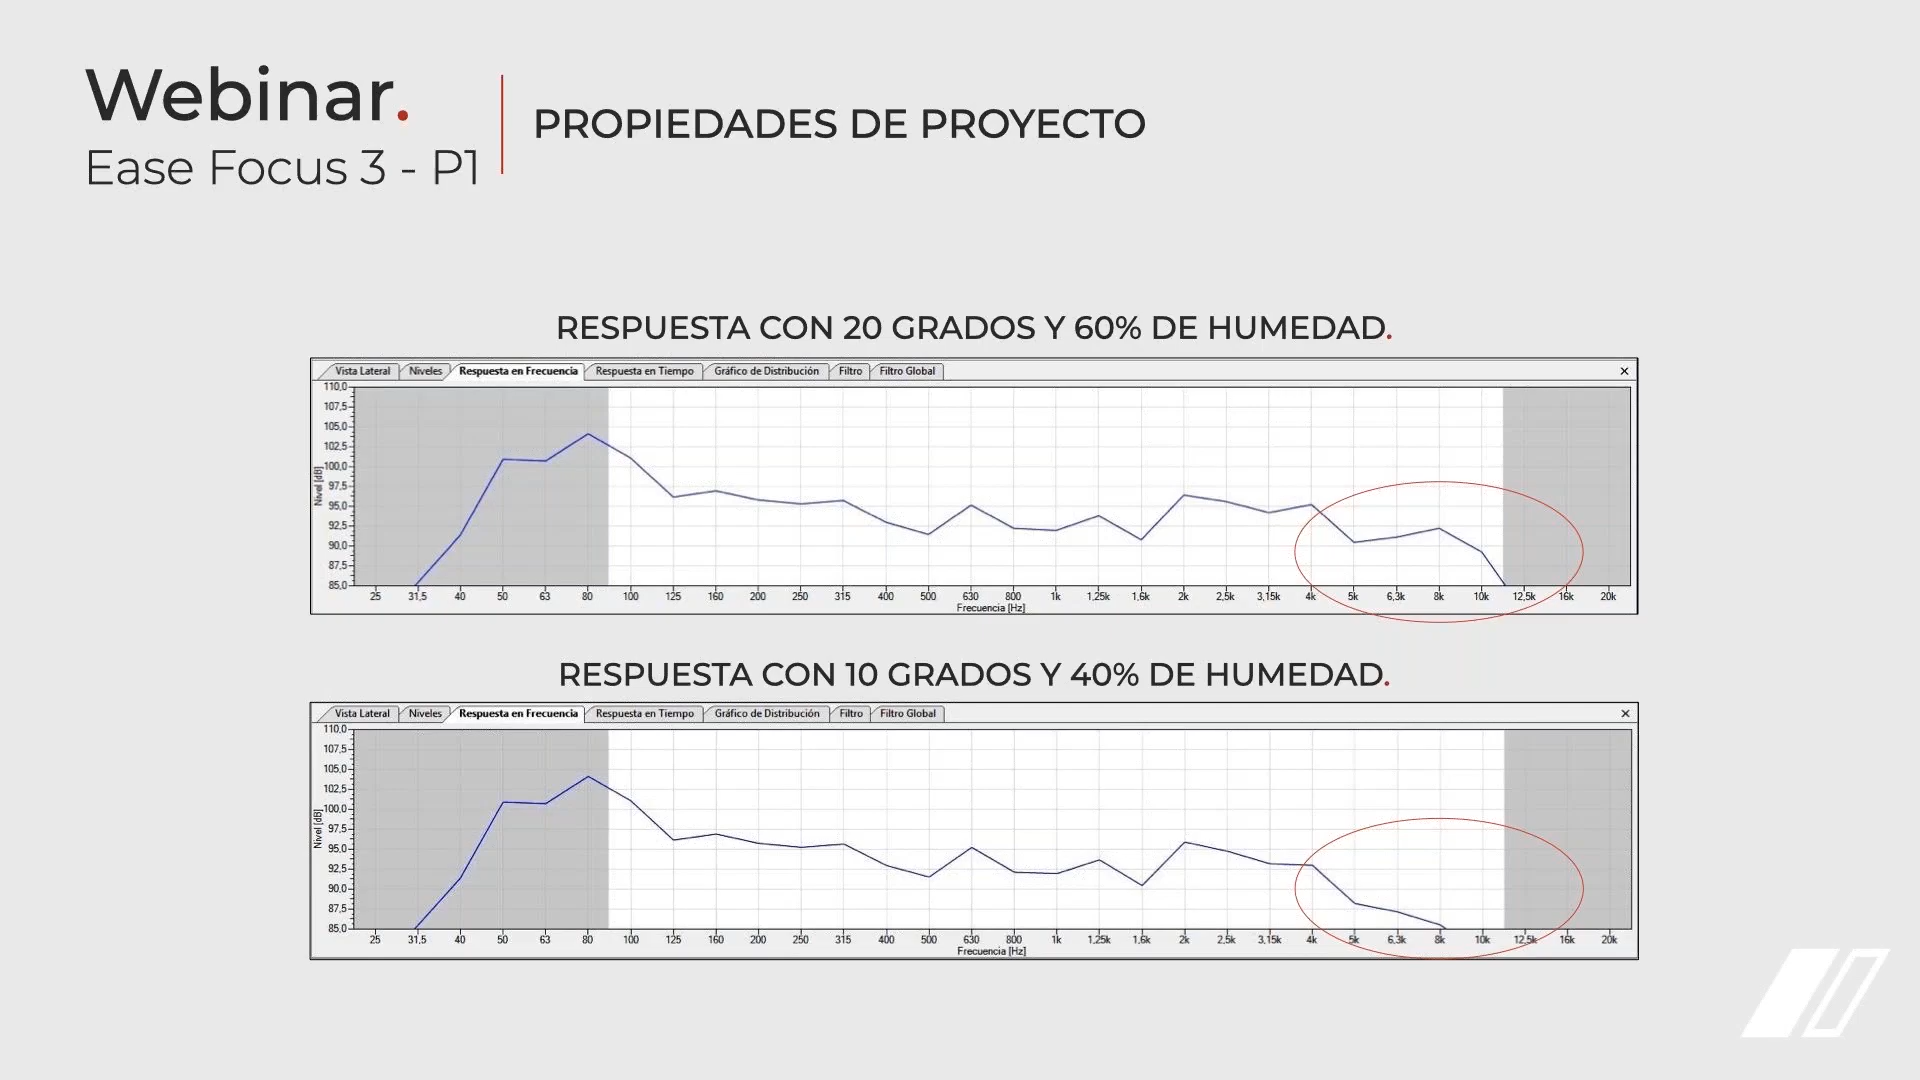 Webinar.
Ease Focus 3 - P1
PROPIEDADES DE PROYECTO
RESPUESTA CON 20 GRADOS Y 60% DE HUMEDAD.
Vista Lateral Niveles Respuesta en Frecuencia Respuesta en Tiempo Gráfico de Distribución Filtro Filtro Global
110,0
107,5
105,0
102,5
100,0
97,5
95,0
92,5
90,0
87,5
85,0
Nivel [dB]
25 31,5 40 50 63 80 100 125 160 200 250 315 400 500 630 800 1k 1,25k 1,6k 2k 2,5k 3,15k 4k 5k 6,3k 8k 10k 12,5k 16k 20k
Frecuencia [Hz]
RESPUESTA CON 10 GRADOS Y 40% DE HUMEDAD.
Vista Lateral Niveles Respuesta en Frecuencia Respuesta en Tiempo Gráfico de Distribución Filtro Filtro Global
110,0
107,5
105,0
102,5
100,0
97,5
95,0
92,5
90,0
87,5
85,0
Nivel [dB]
25 31,5 40 50 63 80 100 125 160 200 250 315 400 500 630 800 1k 1,25k 1,6k 2k 2,5k 3,15k 4k 5k 6,3k 8k 10k 12,5k 16k 20k
Frecuencia [Hz]